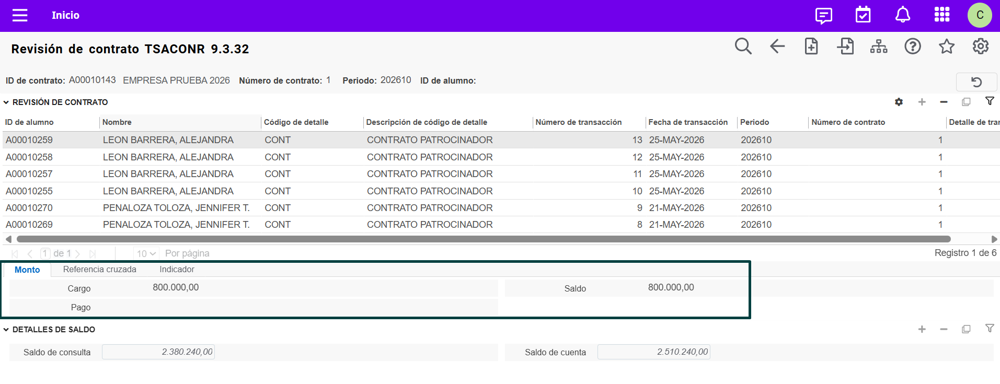 Inicio
C
Revisión de contrato TSACONR 9.3.32
ID de contrato: A00010143 EMPRESA PRUEBA 2026 Número de contrato: 1 Periodo: 202610 ID de alumno:
REVISIÓN DE CONTRATO
ID de alumno Nombre Código de detalle Descripción de código de detalle Número de transacción Fecha de transacción Periodo Número de contrato Detalle de tran
A00010259 LEON BARRERA, ALEJANDRA CONT CONTRATO PATROCINADOR 13 25-MAY-2026 202610 1
A00010258 LEON BARRERA, ALEJANDRA CONT CONTRATO PATROCINADOR 12 25-MAY-2026 202610 1
A00010257 LEON BARRERA, ALEJANDRA CONT CONTRATO PATROCINADOR 11 25-MAY-2026 202610 1
A00010255 LEON BARRERA, ALEJANDRA CONT CONTRATO PATROCINADOR 10 25-MAY-2026 202610 1
A00010270 PENALOZA TOLOZA, JENNIFER T. CONT CONTRATO PATROCINADOR 9 21-MAY-2026 202610 1
A00010269 PENALOZA TOLOZA, JENNIFER T. CONT CONTRATO PATROCINADOR 8 21-MAY-2026 202610 1
1 de 1 10 Por página Registro 1 de 6
Monto Referencia cruzada Indicador
Cargo 800.000,00 Saldo 800.000,00
Pago
DETALLES DE SALDO
Saldo de consulta 2.380.240,00 Saldo de cuenta 2.510.240,00